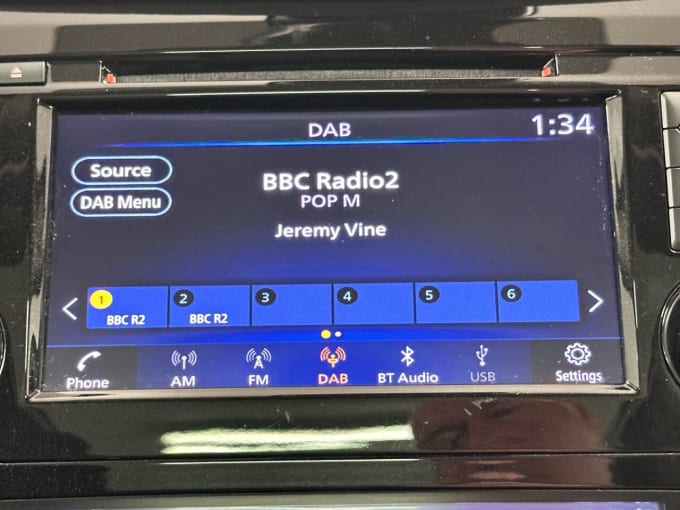 DAB 1:34
Source
BBC Radio2
POP M
DAB Menu
Jeremy Vine
1 2 3 4 5 6
BBC R2 BBC R2
Phone AM FM DAB BT Audio USB Settings